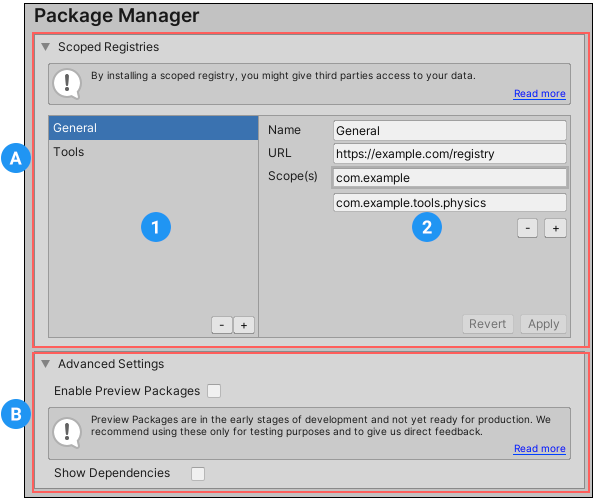 Package Manager
Scoped Registries
By installing a scoped registry, you might give third parties access to your data.
Read more
General
Tools
Name General
URL https://example.com/registry
Scope(s) com.example
com.example.tools.physics
A
1
2
- +
- +
Revert Apply
Advanced Settings
Enable Preview Packages
B
Preview Packages are in the early stages of development and not yet ready for production. We
recommend using these only for testing purposes and to give us direct feedback.
Read more
Show Dependencies